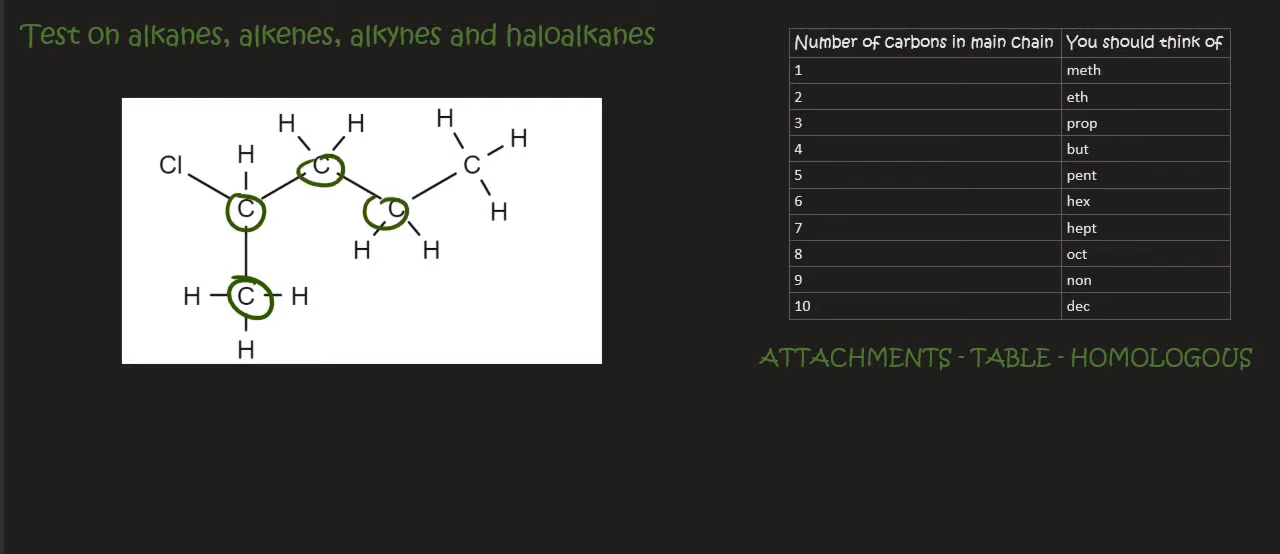 Test on alkanes, alkenes, alkynes and haloalkanes
H H H
H
Cl H C C
C C H
H H
H C H
H
Number of carbons in main chain You should think of
1 meth
2 eth
3 prop
4 but
5 pent
6 hex
7 hept
8 oct
9 non
10 dec
ATTACHMENTS - TABLE - HOMOLOGOUS